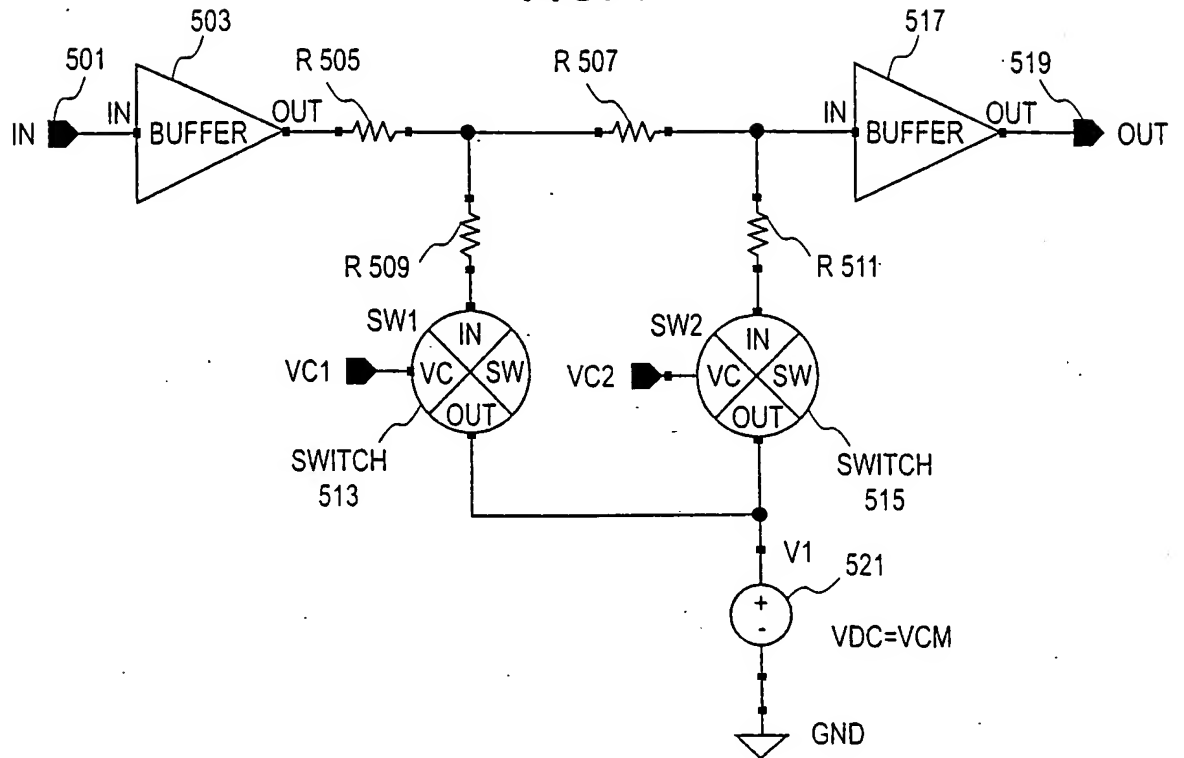 503
517
501
R 505
R 507
519
IN
IN
BUFFER
OUT
IN
BUFFER
OUT
OUT
R 509
R 511
SW1
IN
VC
SW
OUT
VC1
SW2
IN
VC
SW
OUT
VC2
SWITCH
513
SWITCH
515
V1
521
+
-
VDC=VCM
GND